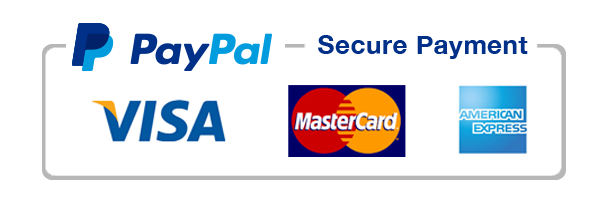 PayPal – Secure Payment
VISA
MasterCard
AMERICAN
EXPRESS